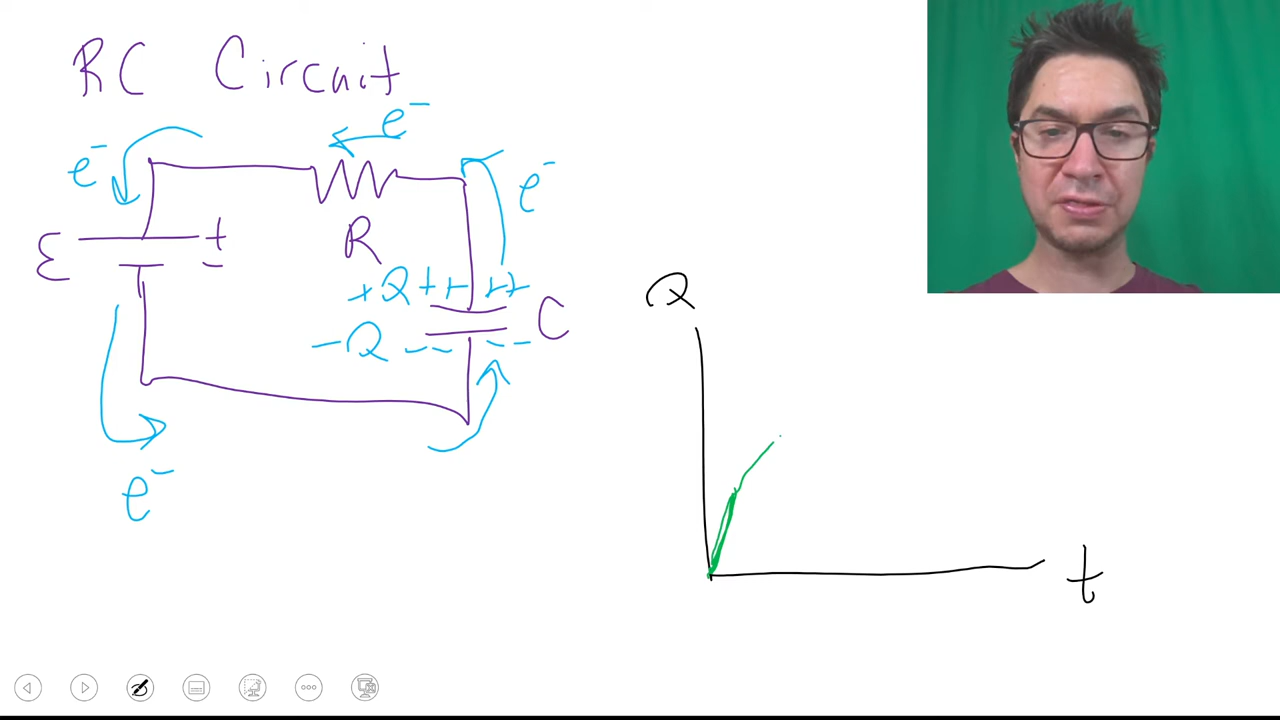 RC Circuit
e⁻
e⁻
e⁻
ε
+
−
R
+Q ++ ++
−Q −− −−
C
e⁻
Q
t